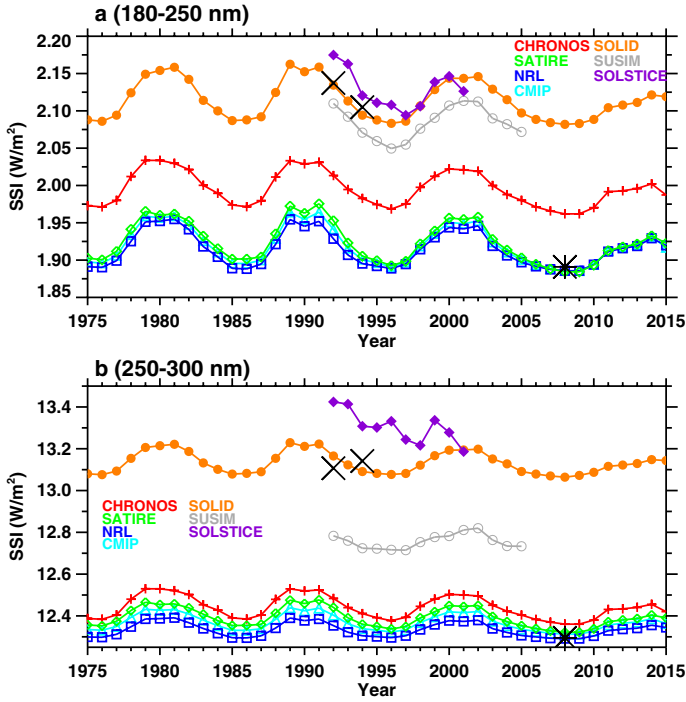 a (180-250 nm)
2.20
2.15
2.10
2.05
2.00
1.95
1.90
1.85
SSI (W/m²)
CHRONOS SOLID
SATIRE SUSIM
NRL SOLSTICE
CMIP
1975 1980 1985 1990 1995 2000 2005 2010 2015
Year
b (250-300 nm)
13.4
13.2
13.0
12.8
12.6
12.4
SSI (W/m²)
CHRONOS SOLID
SATIRE SUSIM
NRL SOLSTICE
CMIP
1975 1980 1985 1990 1995 2000 2005 2010 2015
Year